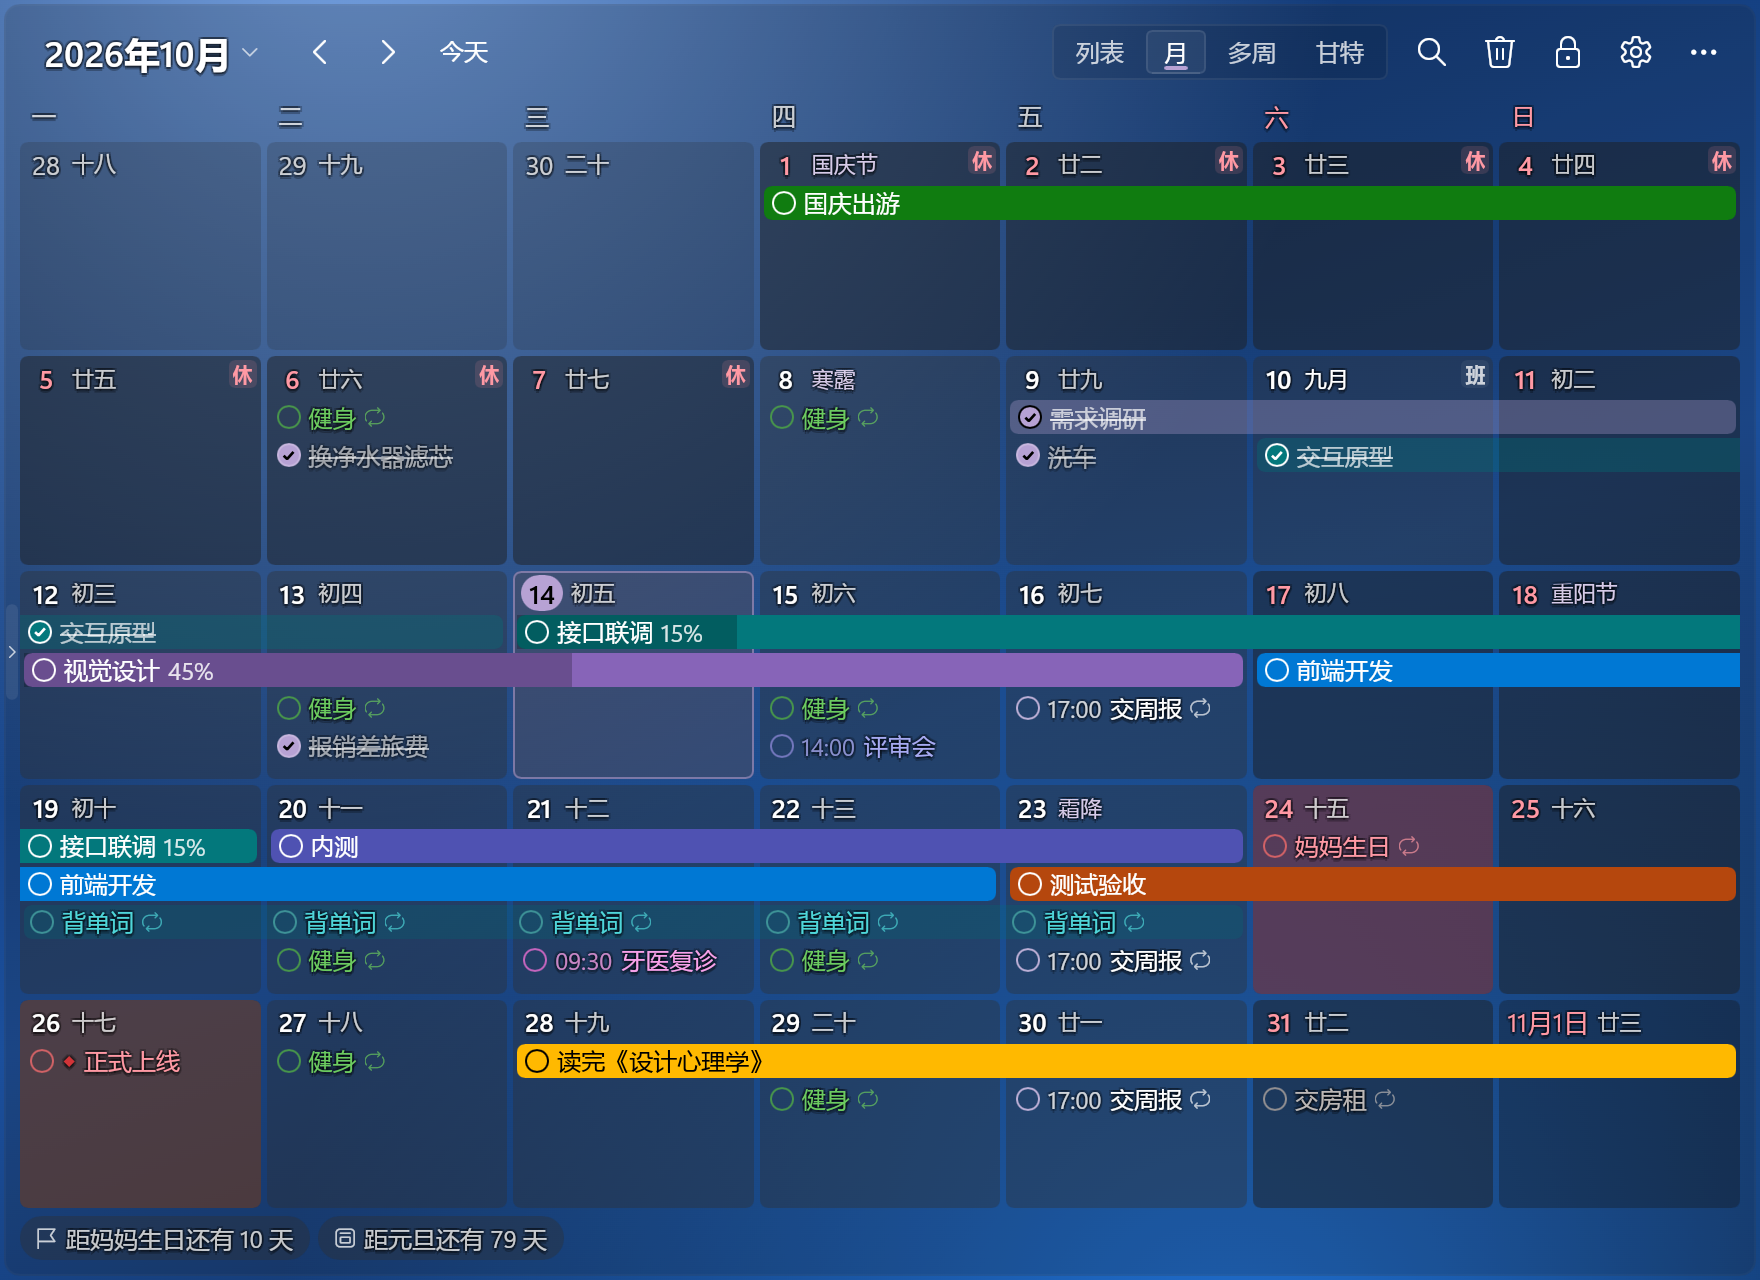 2026年10月 今天 列表 月 多周 甘特
一 二 三 四 五 六 日
28 十八 29 十九 30 二十 1 国庆节 休 2 廿二 休 3 廿三 休 4 廿四 休
国庆出游
5 廿五 休 6 廿六 休 7 廿七 休 8 寒露 9 廿九 10 九月 班 11 初二
健身 健身 需求调研
换净水器滤芯 洗车 交互原型
12 初三 13 初四 14 初五 15 初六 16 初七 17 初八 18 重阳节
交互原型 接口联调 15%
视觉设计 45% 前端开发
健身 健身 17:00 交周报
报销差旅费 14:00 评审会
19 初十 20 十一 21 十二 22 十三 23 霜降 24 十五 25 十六
接口联调 15% 内测 妈妈生日
前端开发 测试验收
背单词 背单词 背单词 背单词 背单词
健身 09:30 牙医复诊 健身 17:00 交周报
26 十七 27 十八 28 十九 29 二十 30 廿一 31 廿二 11月1日 廿三
正式上线 健身 读完《设计心理学》
健身 17:00 交周报 交房租
距妈妈生日还有 10 天 距元旦还有 79 天